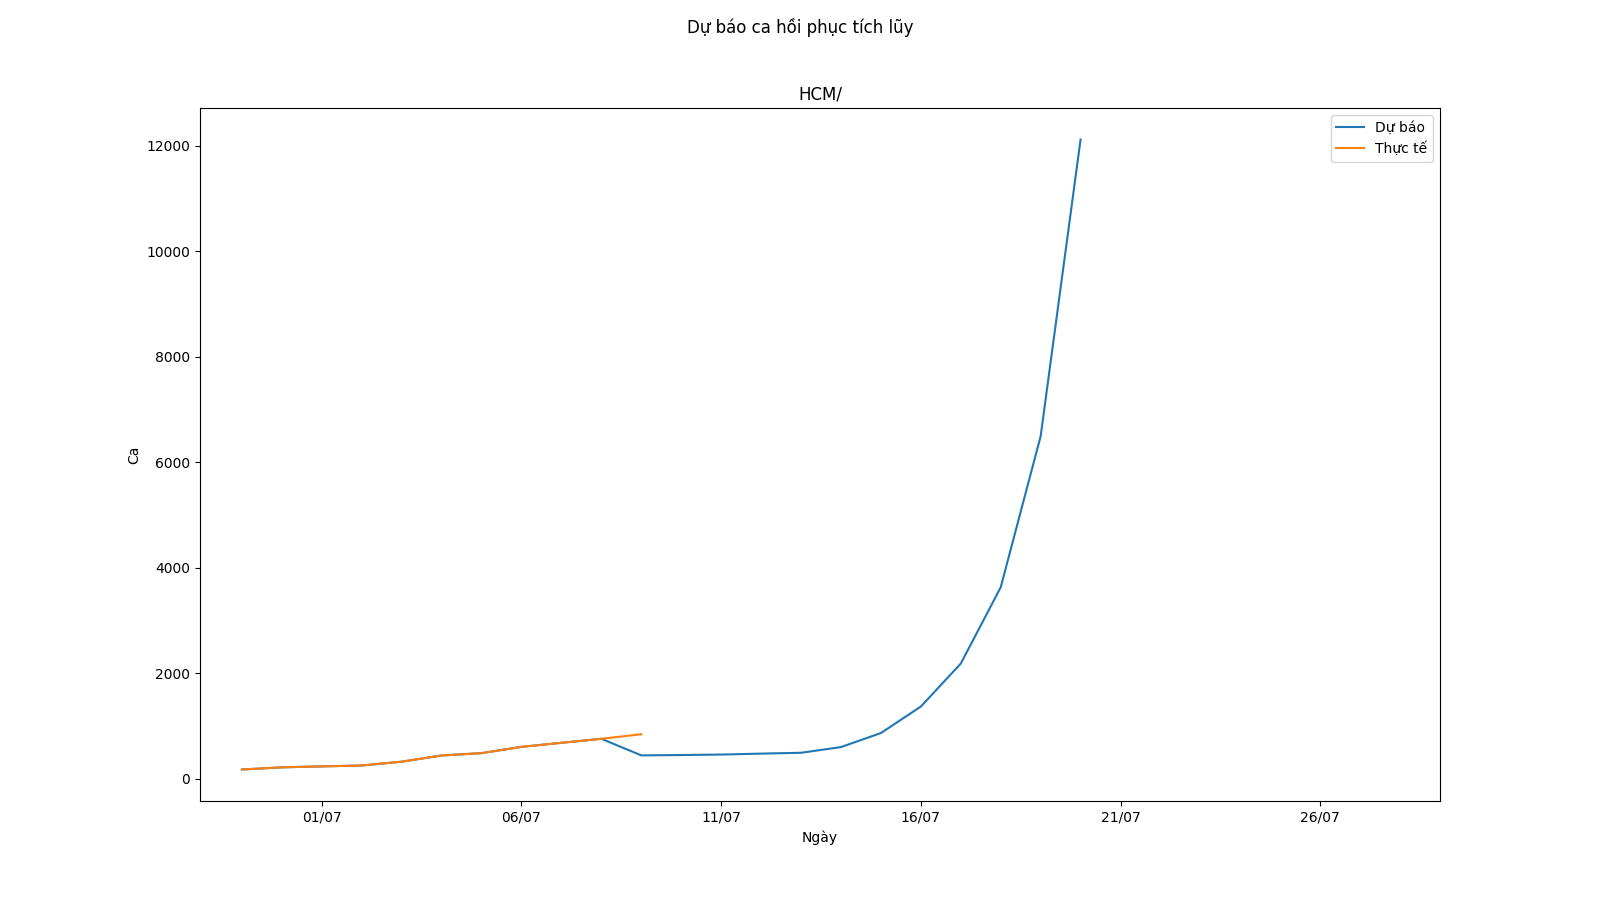 Dự báo ca hồi phục tích lũy
HCM/
Dự báo
Thực tế
12000
10000
8000
6000
4000
2000
0
Ca
01/07
06/07
11/07
16/07
21/07
26/07
Ngày